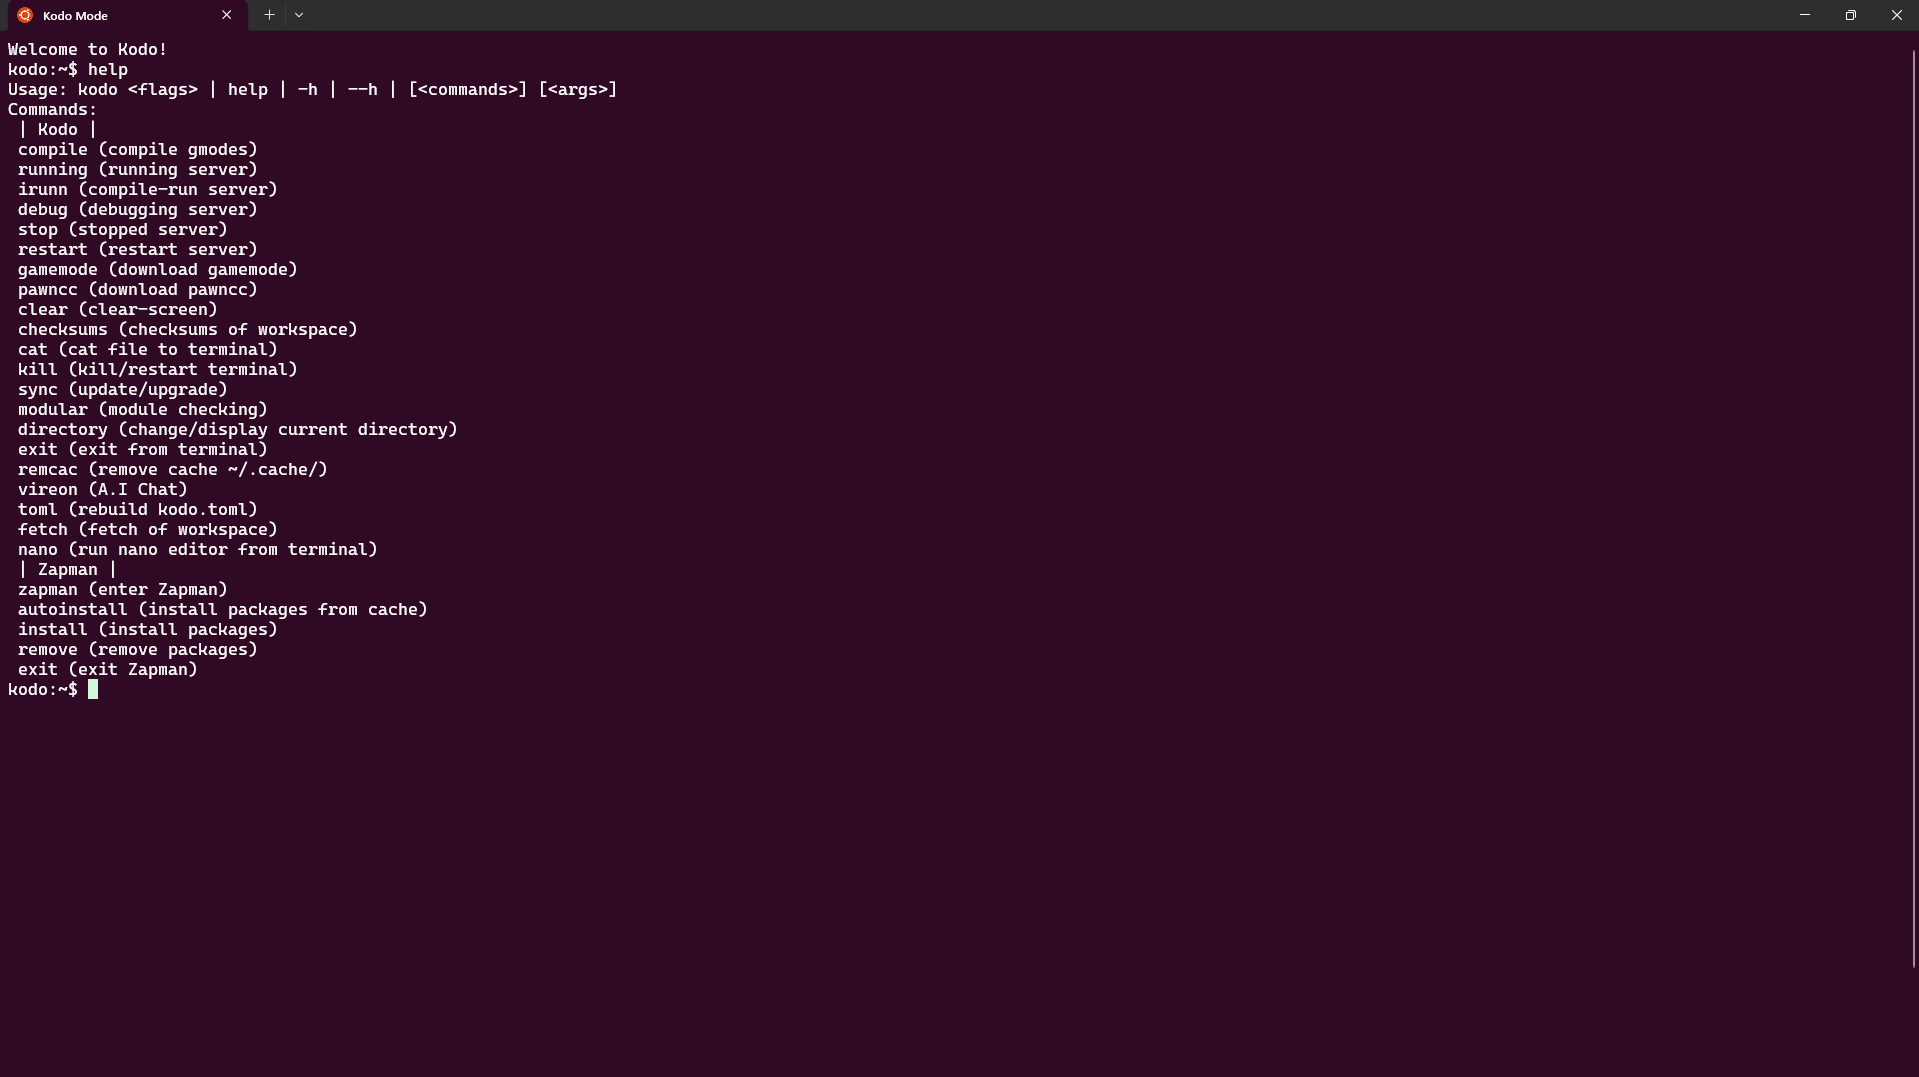 Kodo Mode
Welcome to Kodo!
kodo:~$ help
Usage: kodo <flags> | help | -h | --h | [<commands>] [<args>]
Commands:
 | Kodo |
 compile (compile gmodes)
 running (running server)
 irunn (compile-run server)
 debug (debugging server)
 stop (stopped server)
 restart (restart server)
 gamemode (download gamemode)
 pawncc (download pawncc)
 clear (clear-screen)
 checksums (checksums of workspace)
 cat (cat file to terminal)
 kill (kill/restart terminal)
 sync (update/upgrade)
 modular (module checking)
 directory (change/display current directory)
 exit (exit from terminal)
 remcac (remove cache ~/.cache/)
 vireon (A.I Chat)
 toml (rebuild kodo.toml)
 fetch (fetch of workspace)
 nano (run nano editor from terminal)
 | Zapman |
 zapman (enter Zapman)
 autoinstall (install packages from cache)
 install (install packages)
 remove (remove packages)
 exit (exit Zapman)
kodo:~$